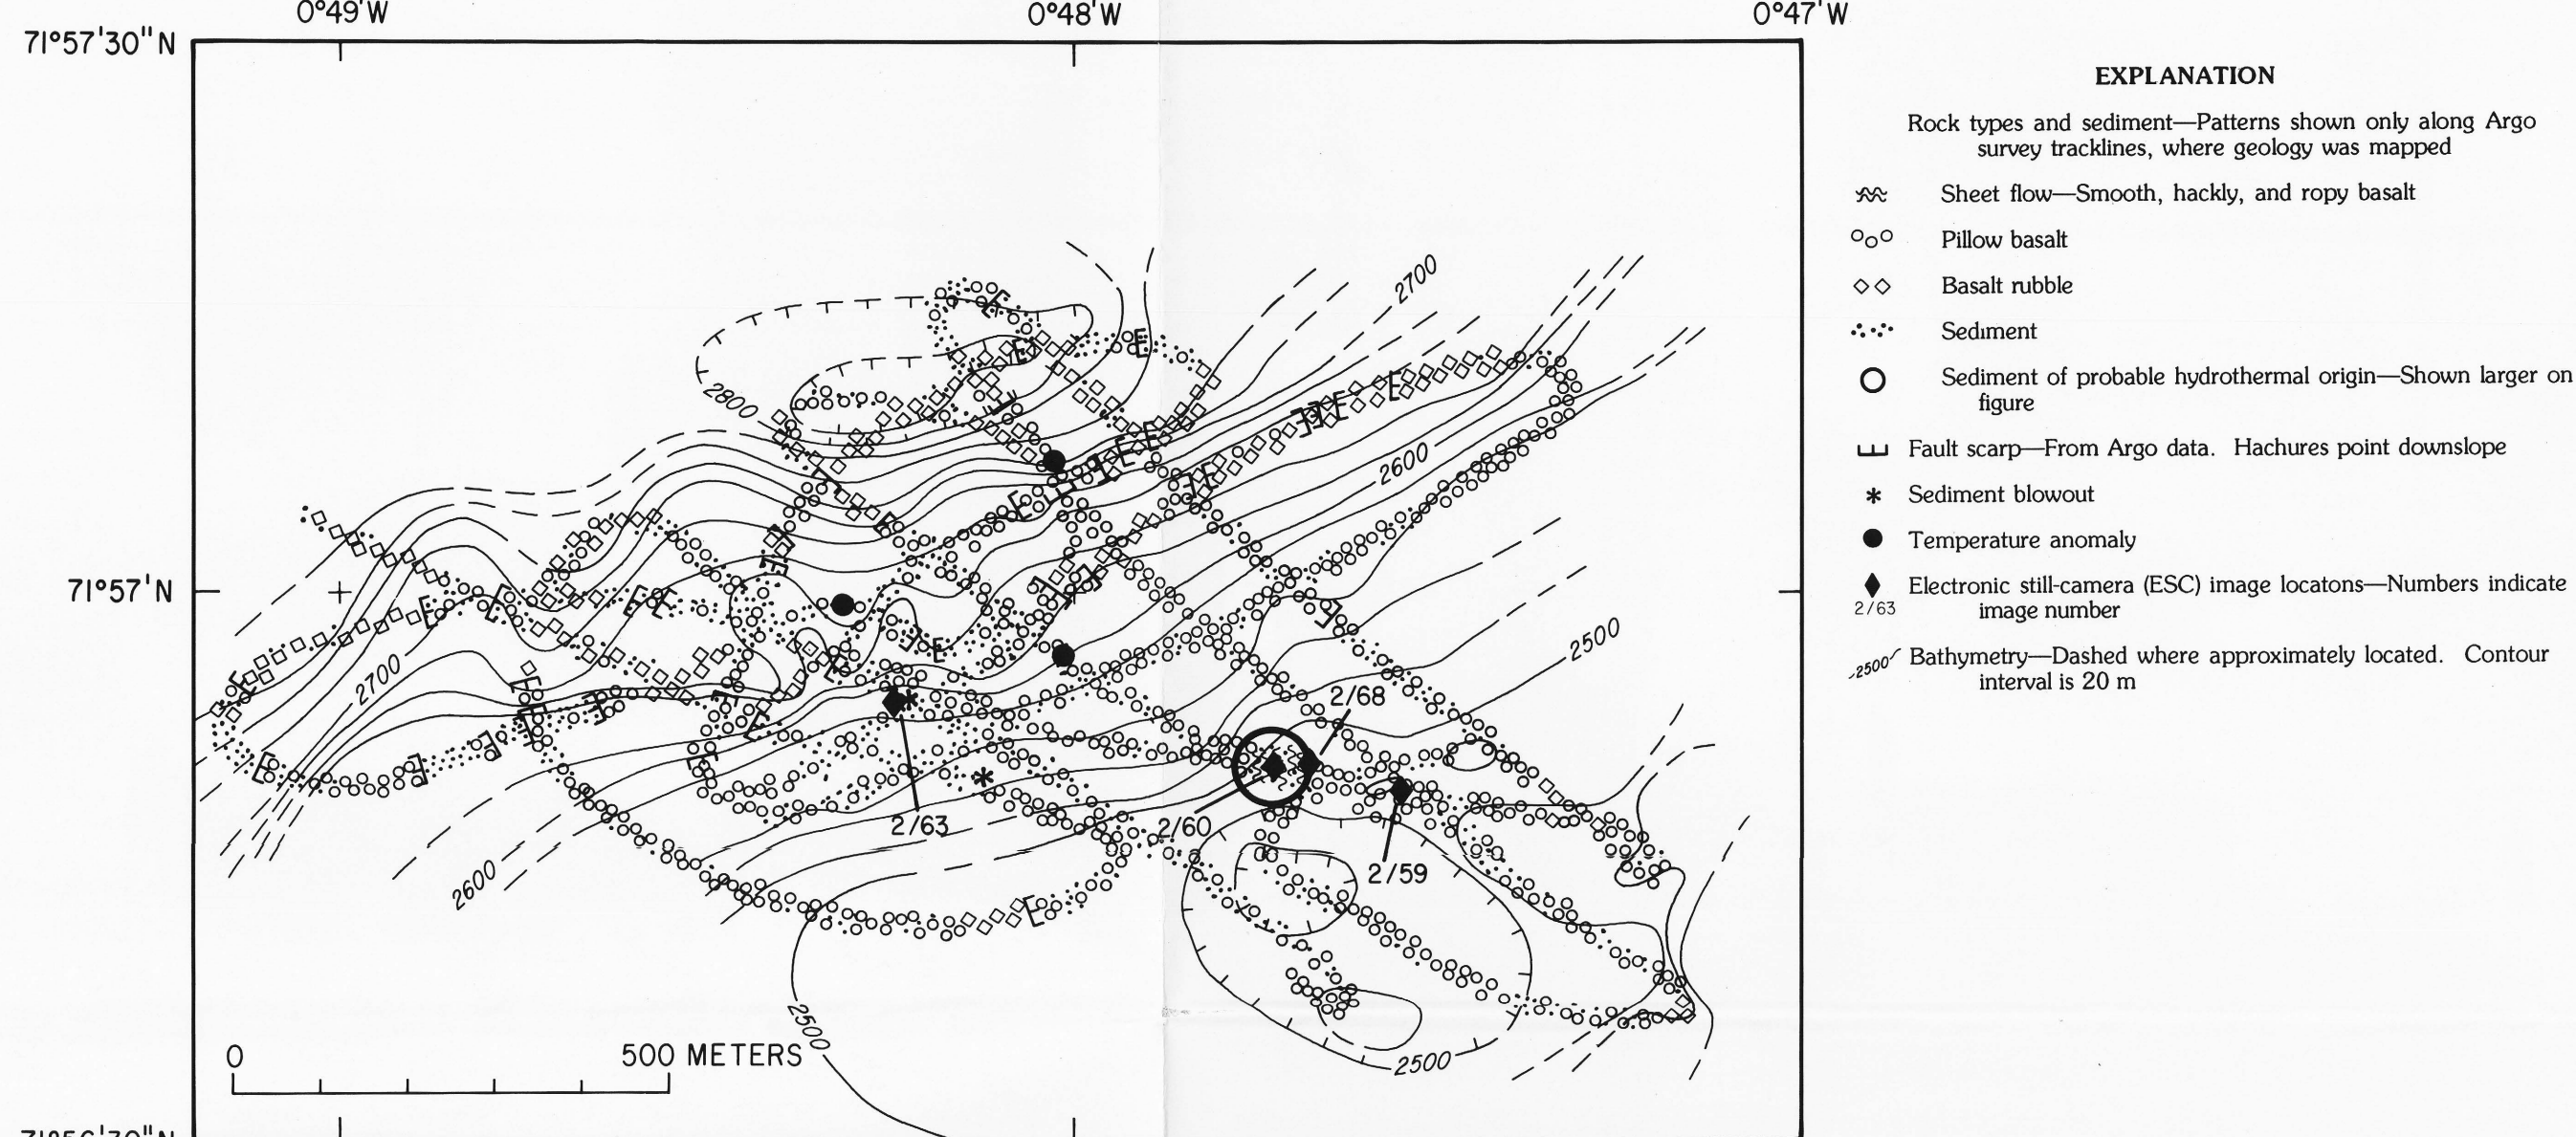 0°49'W
0°48'W
0°47'W
71°57'30"N
71°57'N
2700
2800
2600
2700
2500
2/68
2/63
2/60
2/59
2600
2500
2500
0
500 METERS
EXPLANATION
Rock types and sediment—Patterns shown only along Argo
survey tracklines, where geology was mapped
Sheet flow—Smooth, hackly, and ropy basalt
Pillow basalt
Basalt rubble
Sediment
Sediment of probable hydrothermal origin—Shown larger on
figure
Fault scarp—From Argo data. Hachures point downslope
Sediment blowout
Temperature anomaly
Electronic still-camera (ESC) image locatons—Numbers indicate
2/63
image number
2500
Bathymetry—Dashed where approximately located. Contour
interval is 20 m